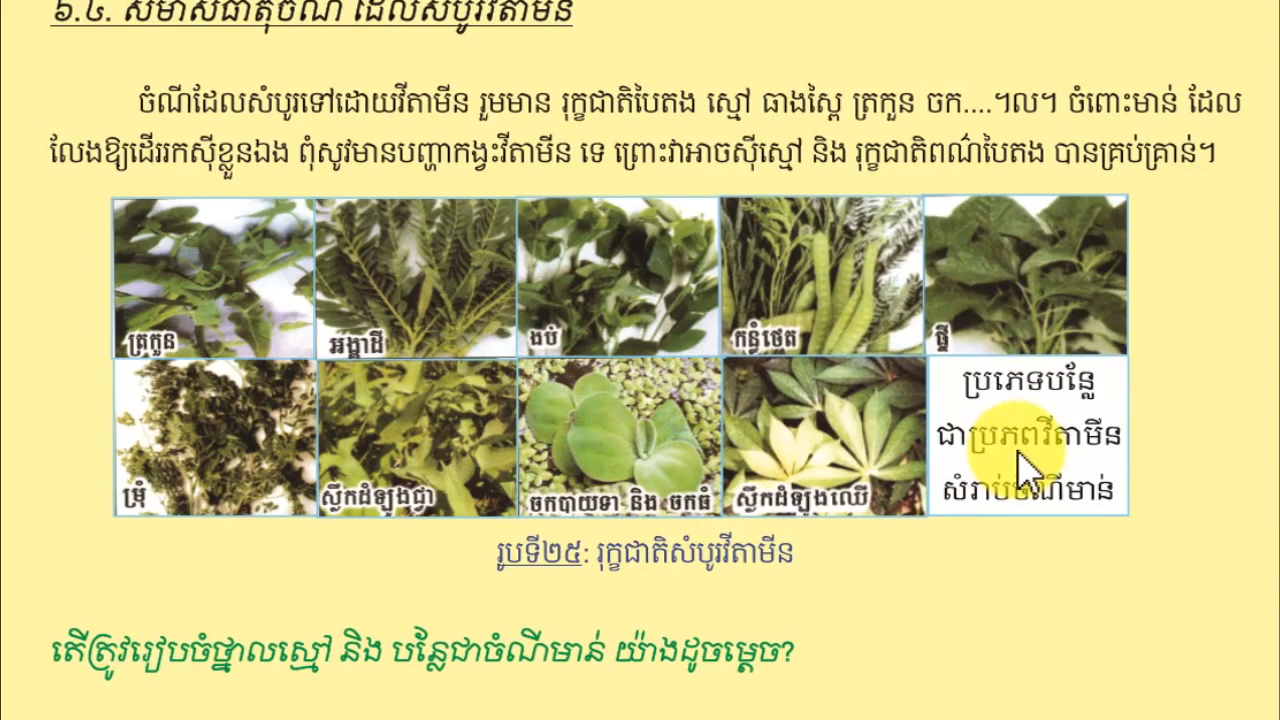 ៦.៤. សមាសធាតុចំណី ដែលសំបូរវីតាមីន
ចំណីដែលសំបូរទៅដោយវីតាមីន រួមមាន រុក្ខជាតិបៃតង ស្មៅ ធាងស្ពៃ ត្រកួន ចក....។ល។ ចំពោះមាន់ ដែល
លែងឱ្យដើររកស៊ីខ្លួនឯង ពុំសូវមានបញ្ហាកង្វះវីតាមីន ទេ ព្រោះវាអាចស៊ីស្មៅ និង រុក្ខជាតិពណ៌បៃតង បានគ្រប់គ្រាន់។
ត្រកួន
អង្កាដី
ងប់
កន្ធំថេត
ផ្ទី
ម្រុំ
ស្លឹកដំឡូងជ្វា
ចកបាយទា និង ចកធំ
ស្លឹកដំឡូងឈើ
ប្រភេទបន្លែ
ជាប្រភពវីតាមីន
សំរាប់ចំណីមាន់
រូបទី២៥: រុក្ខជាតិសំបូរវីតាមីន
តើត្រូវរៀបចំថ្នាលស្មៅ និង បន្លែជាចំណីមាន់ យ៉ាងដូចម្តេច?